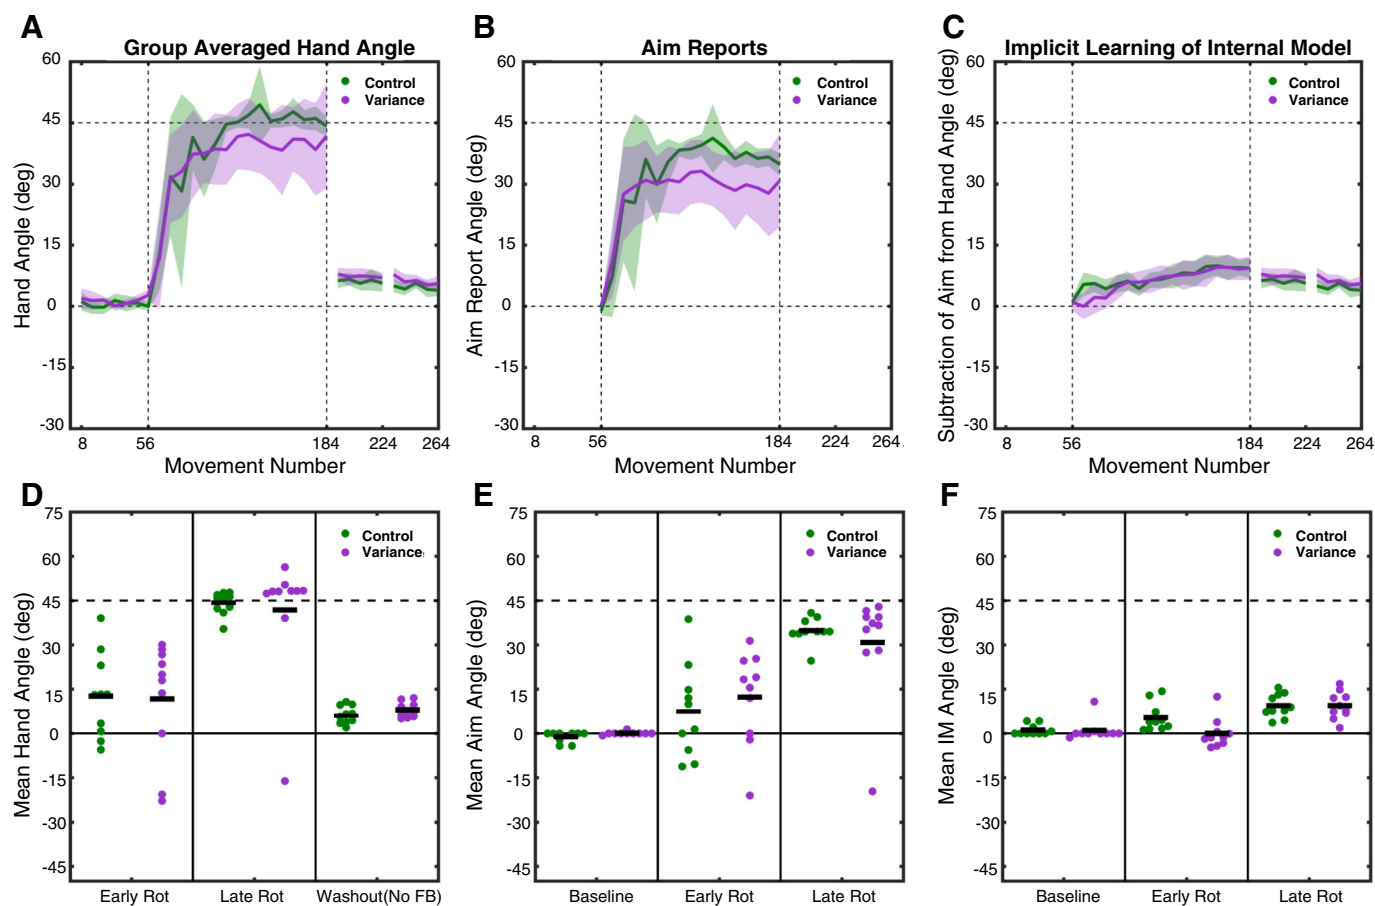 A
Group Averaged Hand Angle
Hand Angle (deg)
60
45
30
15
0
-15
-30
Control
Variance
8
56
184
224
264
Movement Number
B
Aim Reports
Aim Report Angle (deg)
60
45
30
15
0
-15
-30
Control
Variance
8
56
184
224
264
Movement Number
C
Implicit Learning of Internal Model
Subtraction of Aim from Hand Angle (deg)
60
45
30
15
0
-15
-30
Control
Variance
8
56
184
224
264
Movement Number
D
Mean Hand Angle (deg)
75
60
45
30
15
0
-15
-30
-45
Control
Variance
Early Rot
Late Rot
Washout(No FB)
E
Mean Aim Angle (deg)
75
60
45
30
15
0
-15
-30
-45
Control
Variance
Baseline
Early Rot
Late Rot
F
Mean IM Angle (deg)
75
60
45
30
15
0
-15
-30
-45
Control
Variance
Baseline
Early Rot
Late Rot